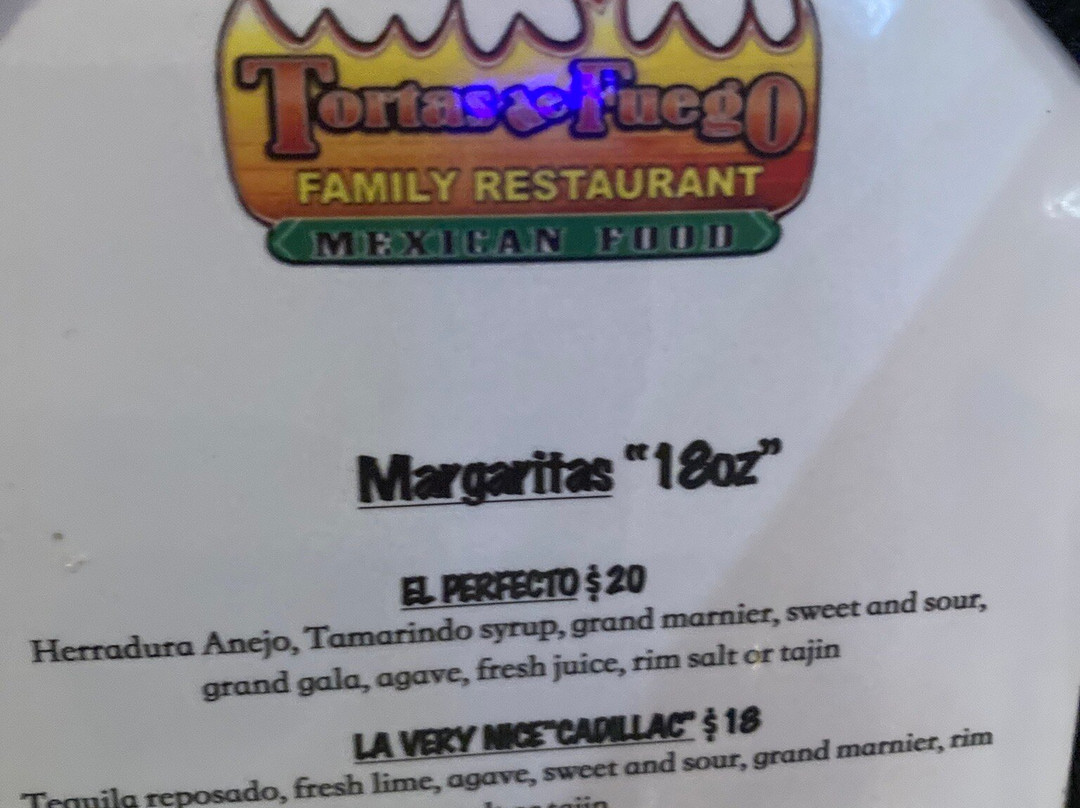 Tortas de Fuego
FAMILY RESTAURANT
MEXICAN FOOD
Margaritas “18oz”
EL PERFECTO $20
Herradura Anejo, Tamarindo syrup, grand marnier, sweet and sour,
grand gala, agave, fresh juice, rim salt or tajin
LA VERY NICE"CADILLAC" $18
Tequila reposado, fresh lime, agave, sweet and sour, grand marnier, rim
or tajin